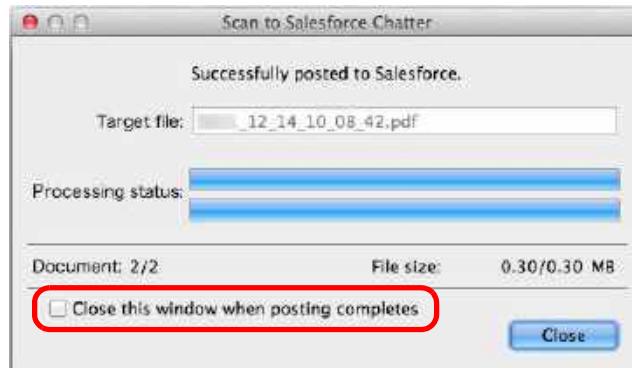 Scan to Salesforce Chatter
Successfully posted to Salesforce.
Target file: _12_14_10_08_42.pdf
Processing status:
Document: 2/2 File size: 0.30/0.30 MB
Close this window when posting completes
Close